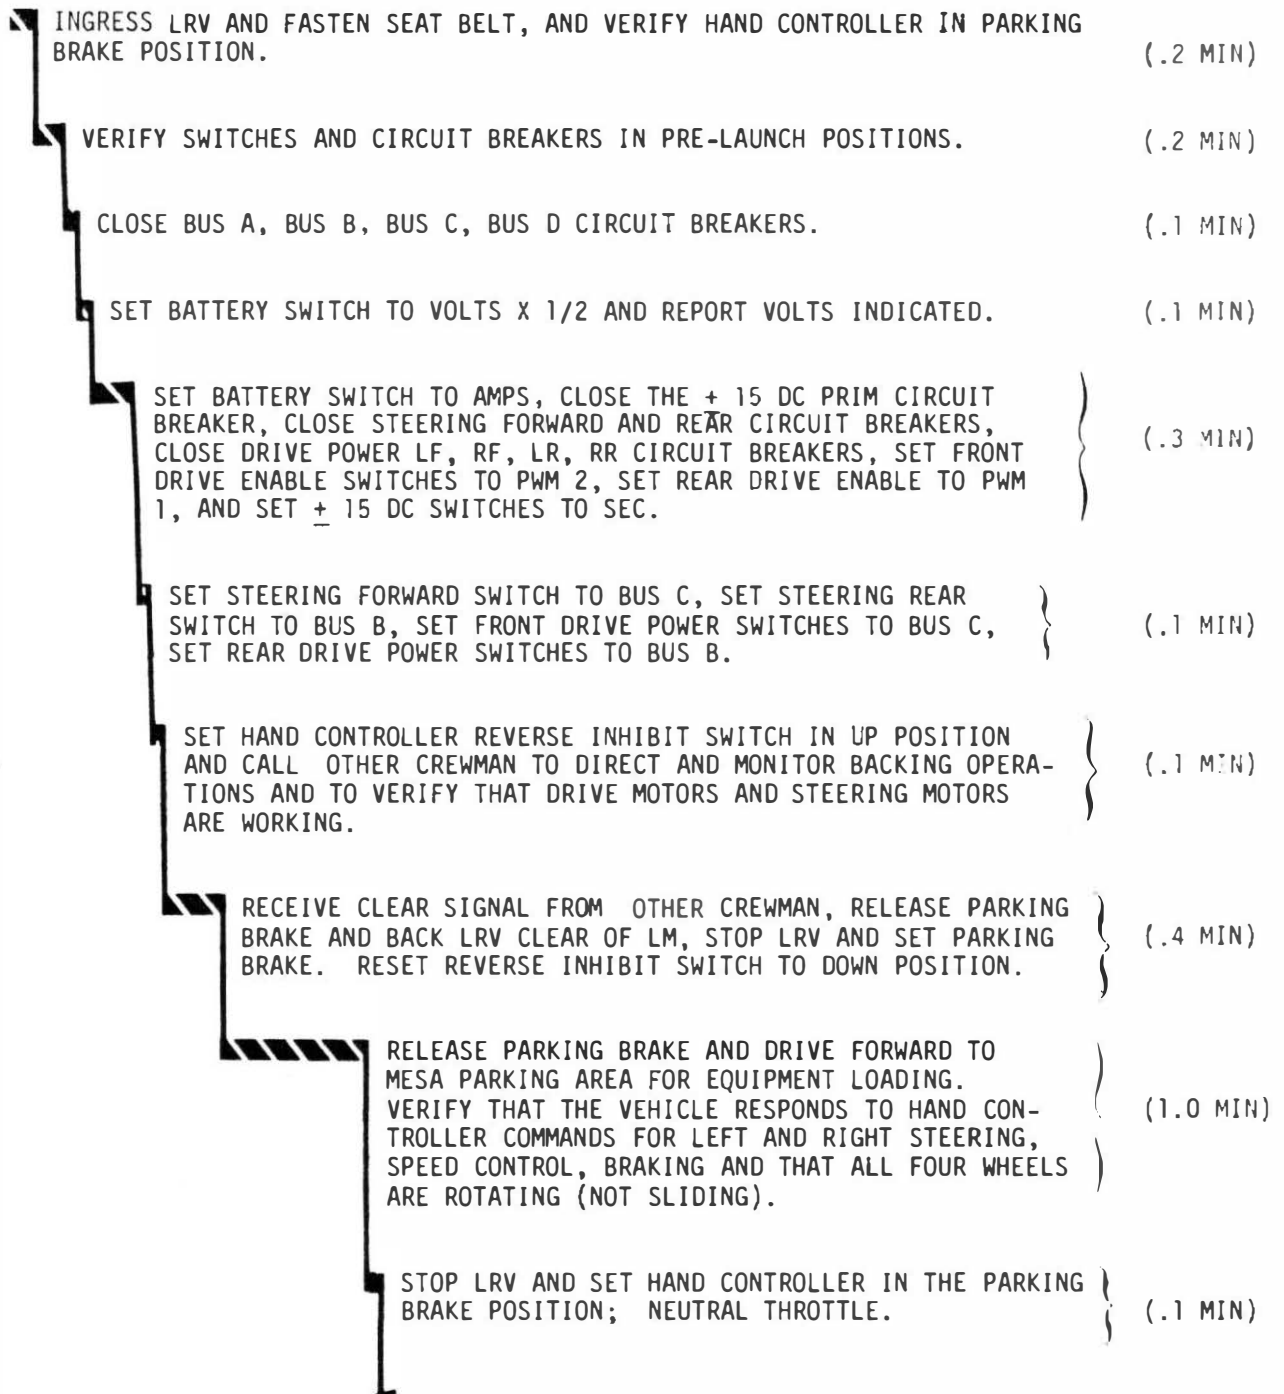 INGRESS LRV AND FASTEN SEAT BELT, AND VERIFY HAND CONTROLLER IN PARKING
BRAKE POSITION. (.2 MIN)
VERIFY SWITCHES AND CIRCUIT BREAKERS IN PRE-LAUNCH POSITIONS. (.2 MIN)
CLOSE BUS A, BUS B, BUS C, BUS D CIRCUIT BREAKERS. (.1 MIN)
SET BATTERY SWITCH TO VOLTS X 1/2 AND REPORT VOLTS INDICATED. (.1 MIN)
SET BATTERY SWITCH TO AMPS, CLOSE THE ± 15 DC PRIM CIRCUIT
BREAKER, CLOSE STEERING FORWARD AND REAR CIRCUIT BREAKERS,
CLOSE DRIVE POWER LF, RF, LR, RR CIRCUIT BREAKERS, SET FRONT (.3 MIN)
DRIVE ENABLE SWITCHES TO PWM 2, SET REAR DRIVE ENABLE TO PWM
1, AND SET ± 15 DC SWITCHES TO SEC.
SET STEERING FORWARD SWITCH TO BUS C, SET STEERING REAR
SWITCH TO BUS B, SET FRONT DRIVE POWER SWITCHES TO BUS C, (.1 MIN)
SET REAR DRIVE POWER SWITCHES TO BUS B.
SET HAND CONTROLLER REVERSE INHIBIT SWITCH IN UP POSITION
AND CALL OTHER CREWMAN TO DIRECT AND MONITOR BACKING OPERA- (.1 MIN)
TIONS AND TO VERIFY THAT DRIVE MOTORS AND STEERING MOTORS
ARE WORKING.
RECEIVE CLEAR SIGNAL FROM OTHER CREWMAN, RELEASE PARKING
BRAKE AND BACK LRV CLEAR OF LM, STOP LRV AND SET PARKING (.4 MIN)
BRAKE. RESET REVERSE INHIBIT SWITCH TO DOWN POSITION.
RELEASE PARKING BRAKE AND DRIVE FORWARD TO
MESA PARKING AREA FOR EQUIPMENT LOADING.
VERIFY THAT THE VEHICLE RESPONDS TO HAND CON- (1.0 MIN)
TROLLER COMMANDS FOR LEFT AND RIGHT STEERING,
SPEED CONTROL, BRAKING AND THAT ALL FOUR WHEELS
ARE ROTATING (NOT SLIDING).
STOP LRV AND SET HAND CONTROLLER IN THE PARKING
BRAKE POSITION; NEUTRAL THROTTLE. (.1 MIN)